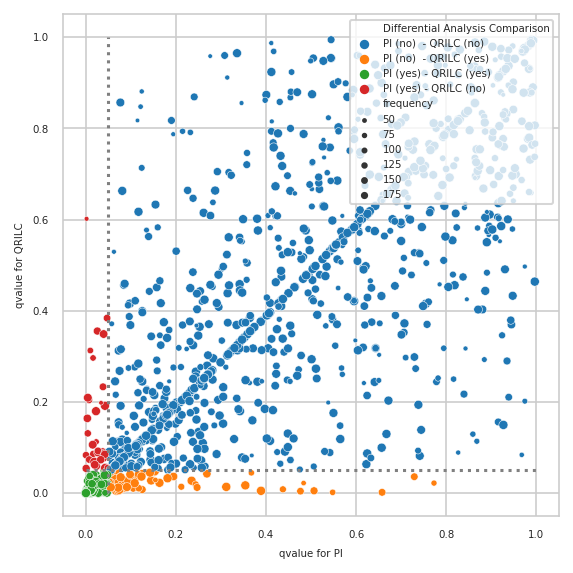 Differential Analysis Comparison
PI (no) - QRILC (no)
PI (no) - QRILC (yes)
PI (yes) - QRILC (yes)
PI (yes) - QRILC (no)
frequency
50
75
100
125
150
175
1.0
0.8
0.6
0.4
0.2
0.0
qvalue for QRILC
0.0 0.2 0.4 0.6 0.8 1.0
qvalue for PI